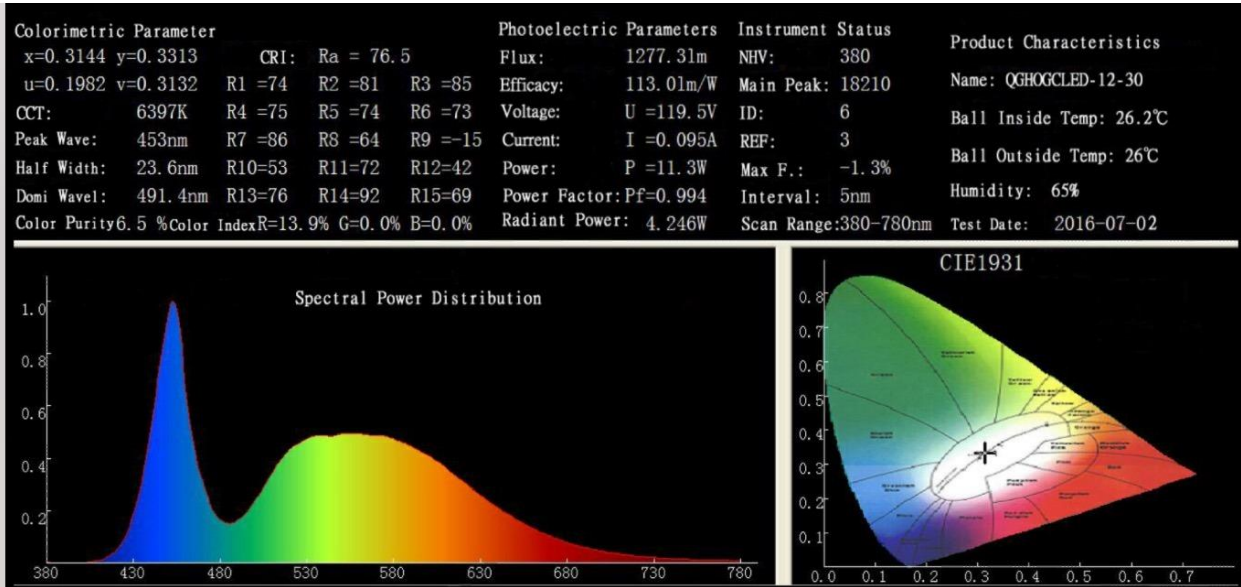 Colorimetric Parameter
x=0.3144 y=0.3313 CRI: Ra = 76.5
u=0.1982 v=0.3132 R1 =74 R2 =81 R3 =85
CCT: 6397K R4 =75 R5 =74 R6 =73
Peak Wave: 453nm R7 =86 R8 =64 R9 =-15
Half Width: 23.6nm R10=53 R11=72 R12=42
Domi Wavel: 491.4nm R13=76 R14=92 R15=69
Color Purity6.5 %Color IndexR=13.9% G=0.0% B=0.0%
Photoelectric Parameters
Flux: 1277.3lm
Efficacy: 113.0lm/W
Voltage: U =119.5V
Current: I =0.095A
Power: P =11.3W
Power Factor:Pf=0.994
Radiant Power: 4.246W
Instrument Status
NHV: 380
Main Peak: 18210
ID: 6
REF: 3
Max F.: -1.3%
Interval: 5nm
Scan Range:380-780nm
Product Characteristics
Name: QGHOGCLED-12-30
Ball Inside Temp: 26.2℃
Ball Outside Temp: 26℃
Humidity: 65%
Test Date: 2016-07-02
Spectral Power Distribution
1.0
0.8
0.6
0.4
0.2
380 430 480 530 580 630 680 730 780
CIE1931
0.8
0.7
0.6
0.5
0.4
0.3
0.2
0.1
0.0 0.1 0.2 0.3 0.4 0.5 0.6 0.7